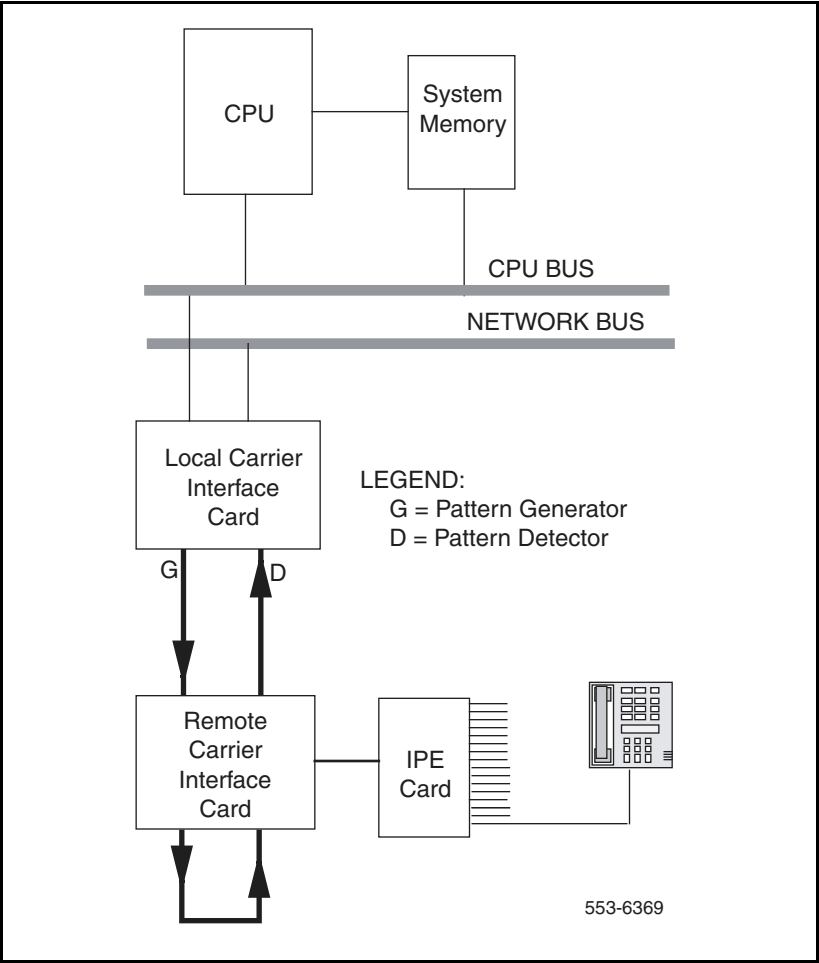 CPU
System
Memory
CPU BUS
NETWORK BUS
Local Carrier
Interface
Card
LEGEND:
G = Pattern Generator
D = Pattern Detector
G
D
Remote
Carrier
Interface
Card
IPE
Card
553-6369